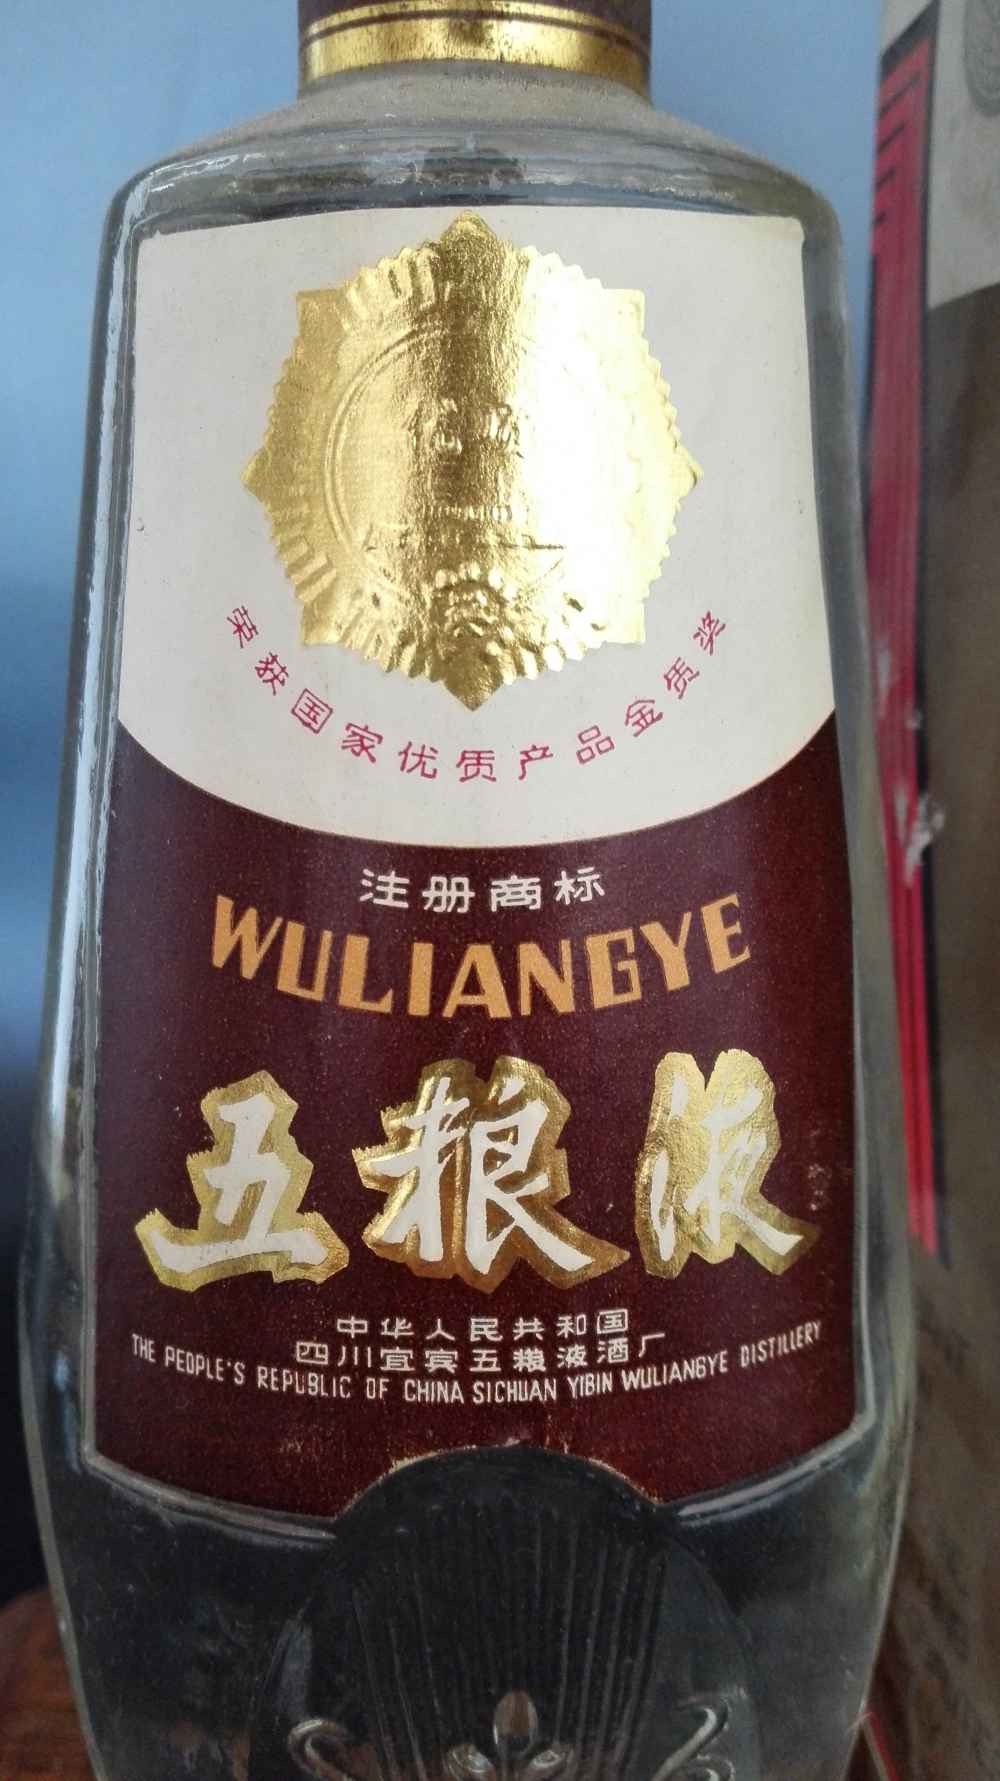 荣获国家优质产品金质奖
注册商标
WULIANGYE
五粮液
中华人民共和国
四川宜宾五粮液酒厂
THE PEOPLE'S REPUBLIC OF CHINA SICHUAN YIBIN WULIANGYE DISTILLERY